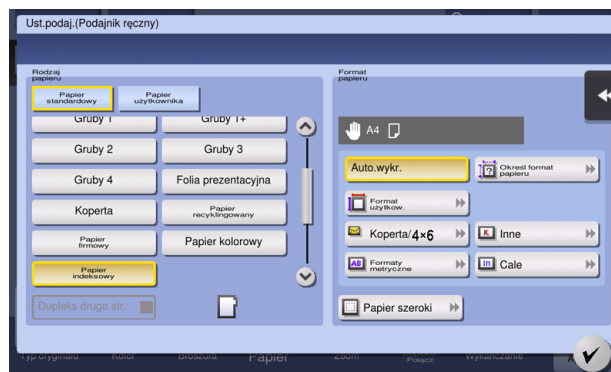 Ust.podaj.(Podajnik ręczny)
Rodzaj
papieru
Papier
standardowy
Papier
użytkownika
Gruby 1
Gruby 1+
Gruby 2
Gruby 3
Gruby 4
Folia prezentacyjna
Koperta
Papier
recyklingowany
Papier
firmowy
Papier kolorowy
Papier
indeksowy
Dupleks druga str.
Format
papieru
A4
Auto.wykr.
?
Określ format
papieru
Format
użytkow.
Koperta/4×6
K
Inne
AB
Formaty
metryczne
in
Cale
Papier szeroki
Typ oryginału
Kolor
Broszura
Papier
Zoom
Połącz
Wykańczanie